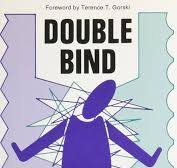 Foreword by Terence T. Gorski
DOUBLE
BIND